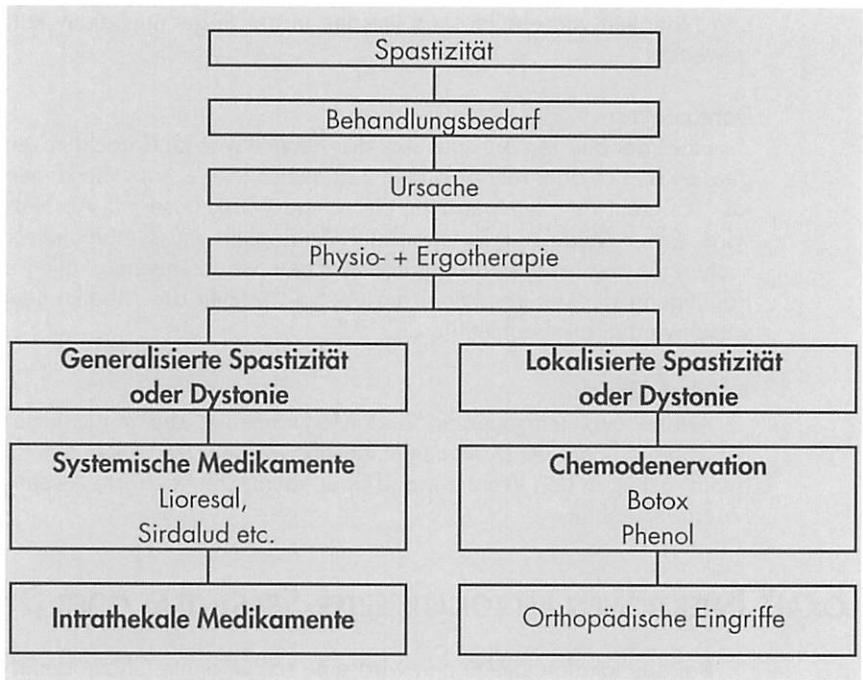 Spastizität
Behandlungsbedarf
Ursache
Physio- + Ergotherapie
Generalisierte Spastizität
oder Dystonie
Lokalisierte Spastizität
oder Dystonie
Systemische Medikamente
Lioresal,
Sirdalud etc.
Chemodenervation
Botox
Phenol
Intrathekale Medikamente
Orthopädische Eingriffe